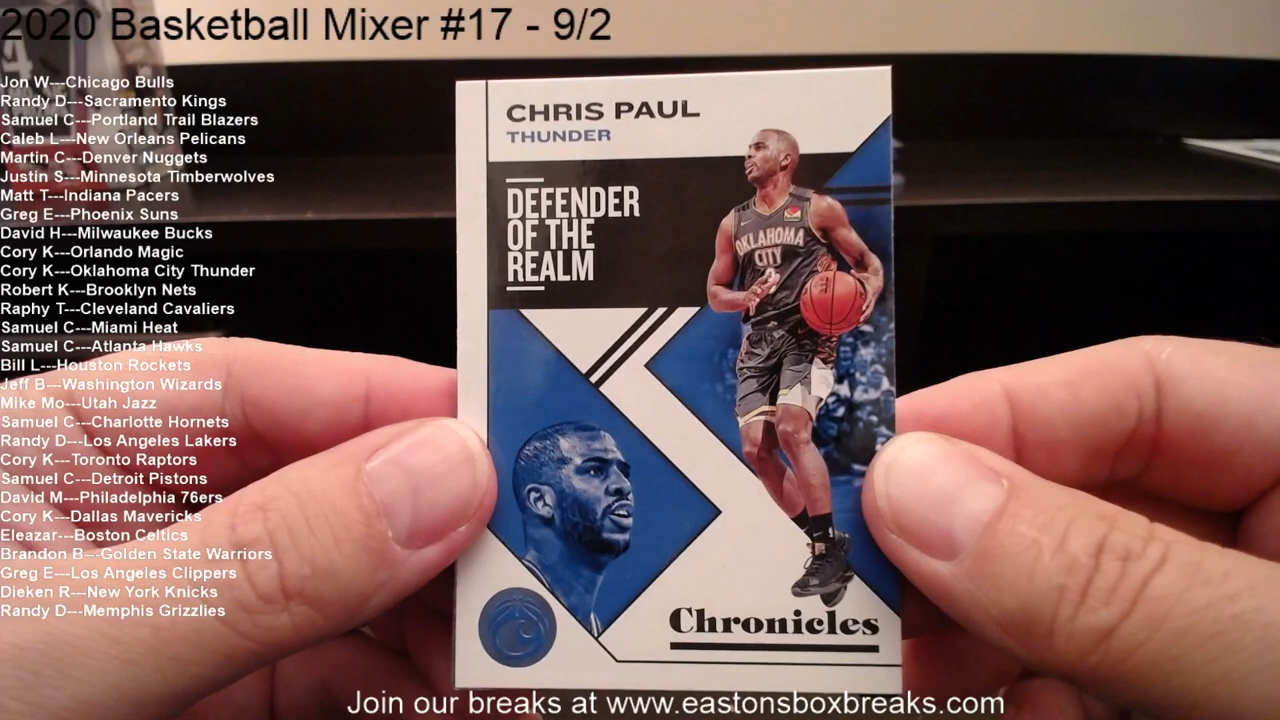 2020 Basketball Mixer #17 - 9/2
Jon W---Chicago Bulls
Randy D---Sacramento Kings
Samuel C---Portland Trail Blazers
Caleb L---New Orleans Pelicans
Martin C---Denver Nuggets
Justin S---Minnesota Timberwolves
Matt T---Indiana Pacers
Greg E---Phoenix Suns
David H---Milwaukee Bucks
Cory K---Orlando Magic
Cory K---Oklahoma City Thunder
Robert K---Brooklyn Nets
Raphy T---Cleveland Cavaliers
Samuel C---Miami Heat
Samuel C---Atlanta Hawks
Bill L---Houston Rockets
Jeff B---Washington Wizards
Mike Mo---Utah Jazz
Samuel C---Charlotte Hornets
Randy D---Los Angeles Lakers
Cory K---Toronto Raptors
Samuel C---Detroit Pistons
David M---Philadelphia 76ers
Cory K---Dallas Mavericks
Eleazar---Boston Celtics
Brandon B---Golden State Warriors
Greg E---Los Angeles Clippers
Dieken R---New York Knicks
Randy D---Memphis Grizzlies
CHRIS PAUL
THUNDER
DEFENDER
OF THE
REALM
OKLAHOMA
CITY
3
Chronicles
Join our breaks at www.eastonsboxbreaks.com